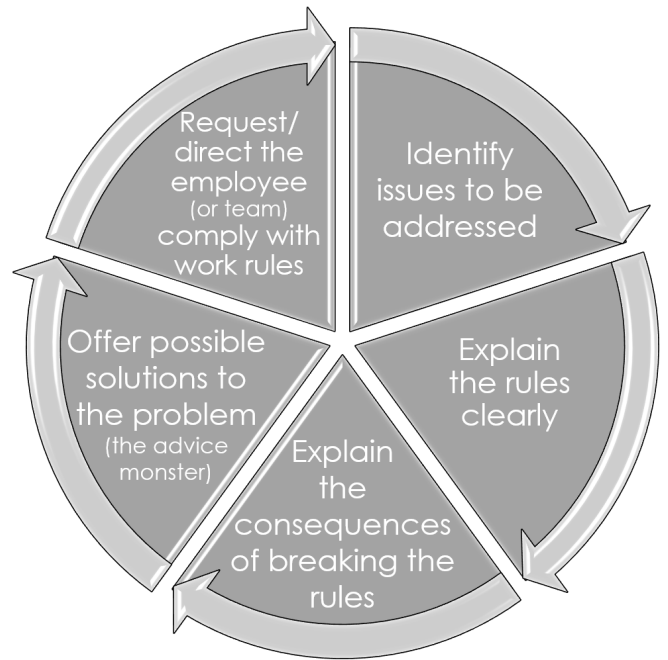 Identify
issues to be
addressed
Explain
the rules
clearly
Explain
the
consequences
of breaking the
rules
Offer possible
solutions to
the problem
(the advice
monster)
Request/
direct the
employee
(or team)
comply with
work rules